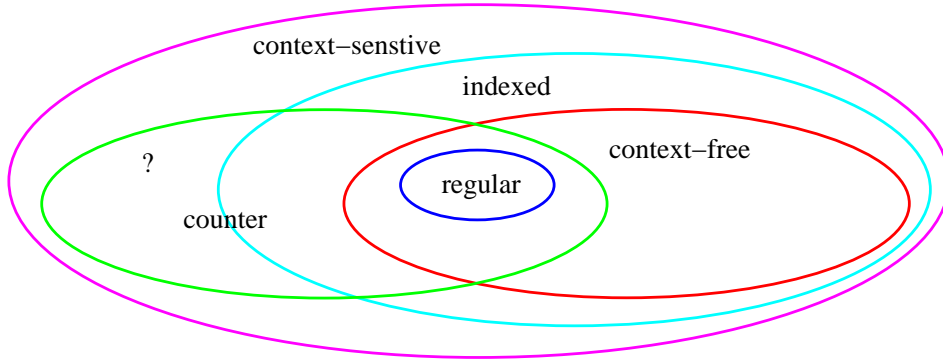 context−senstive
indexed
context−free
?
regular
counter